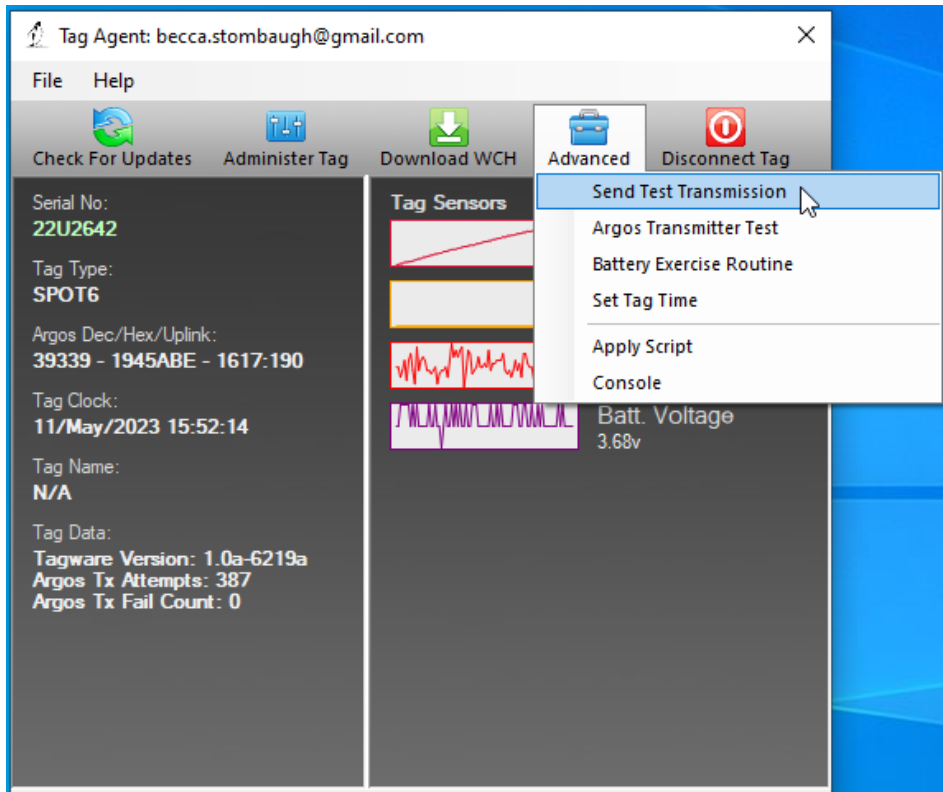 Tag Agent: becca.stombaugh@gmail.com
File Help
Check For Updates Administer Tag Download WCH Advanced Disconnect Tag
Serial No:
22U2642
Tag Type:
SPOT6
Argos Dec/Hex/Uplink:
39339 - 1945ABE - 1617:190
Tag Clock:
11/May/2023 15:52:14
Tag Name:
N/A
Tag Data:
Tagware Version: 1.0a-6219a
Argos Tx Attempts: 387
Argos Tx Fail Count: 0
Tag Sensors
Batt. Voltage
3.68v
Send Test Transmission
Argos Transmitter Test
Battery Exercise Routine
Set Tag Time
Apply Script
Console